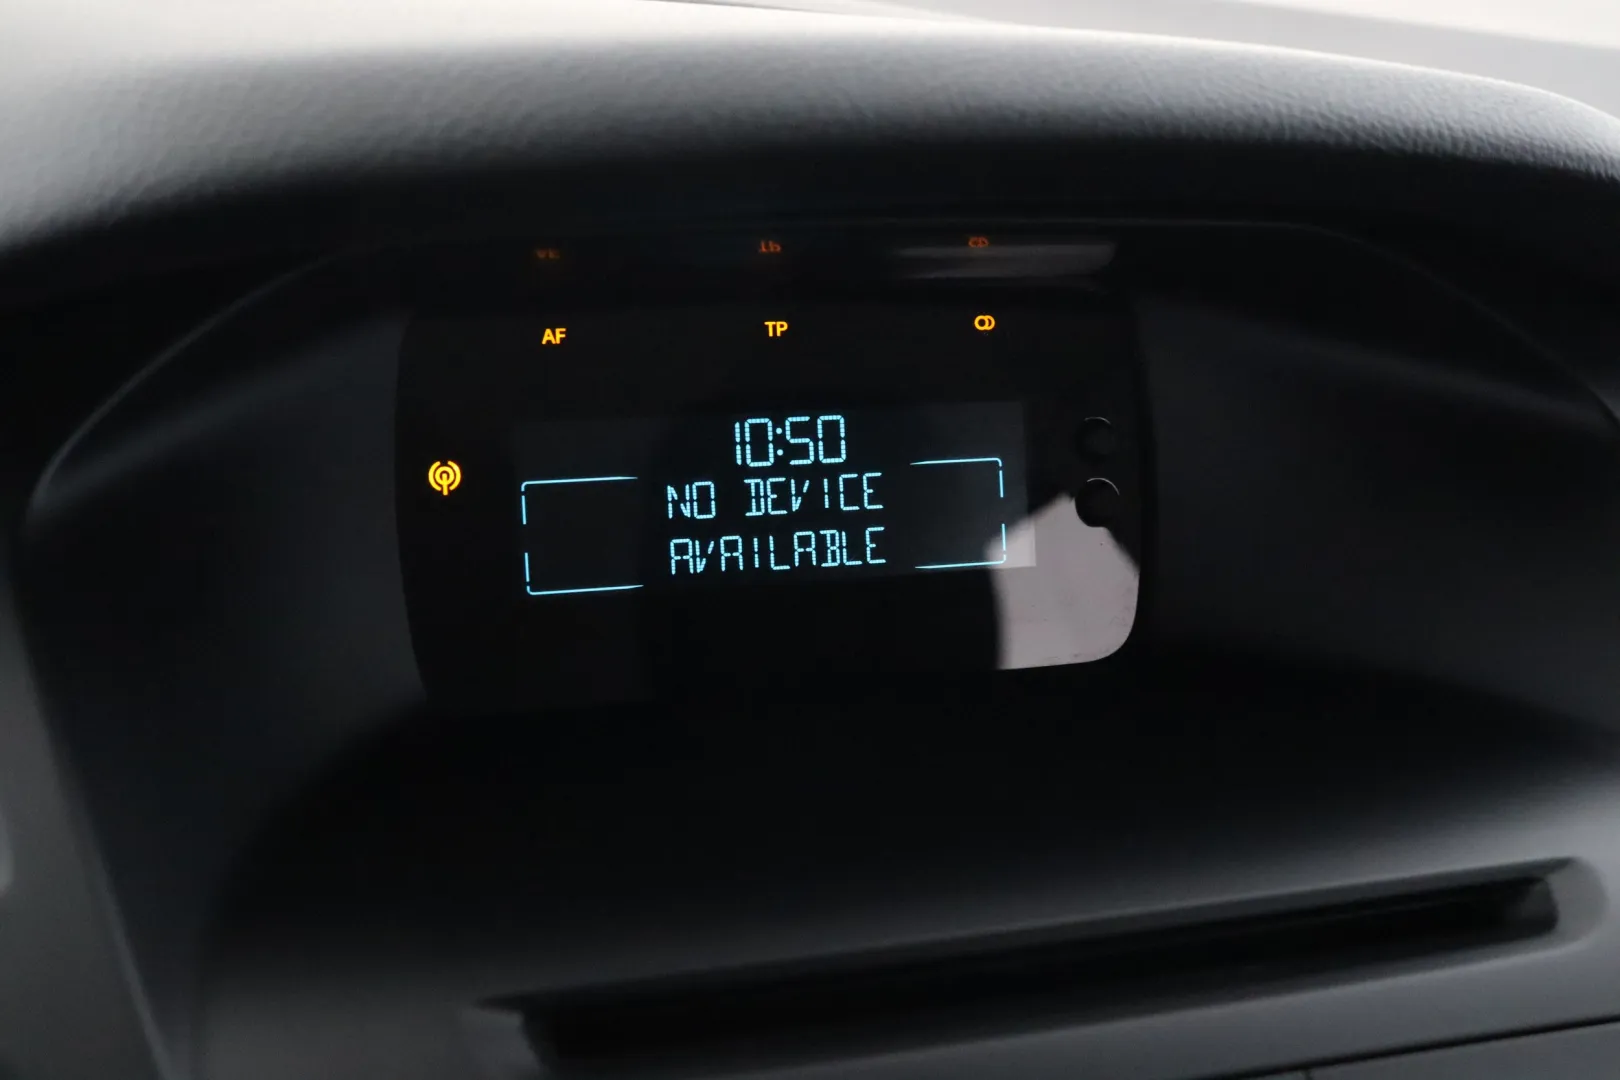 AF TP
10:50
NO DEVICE
AVAILABLE